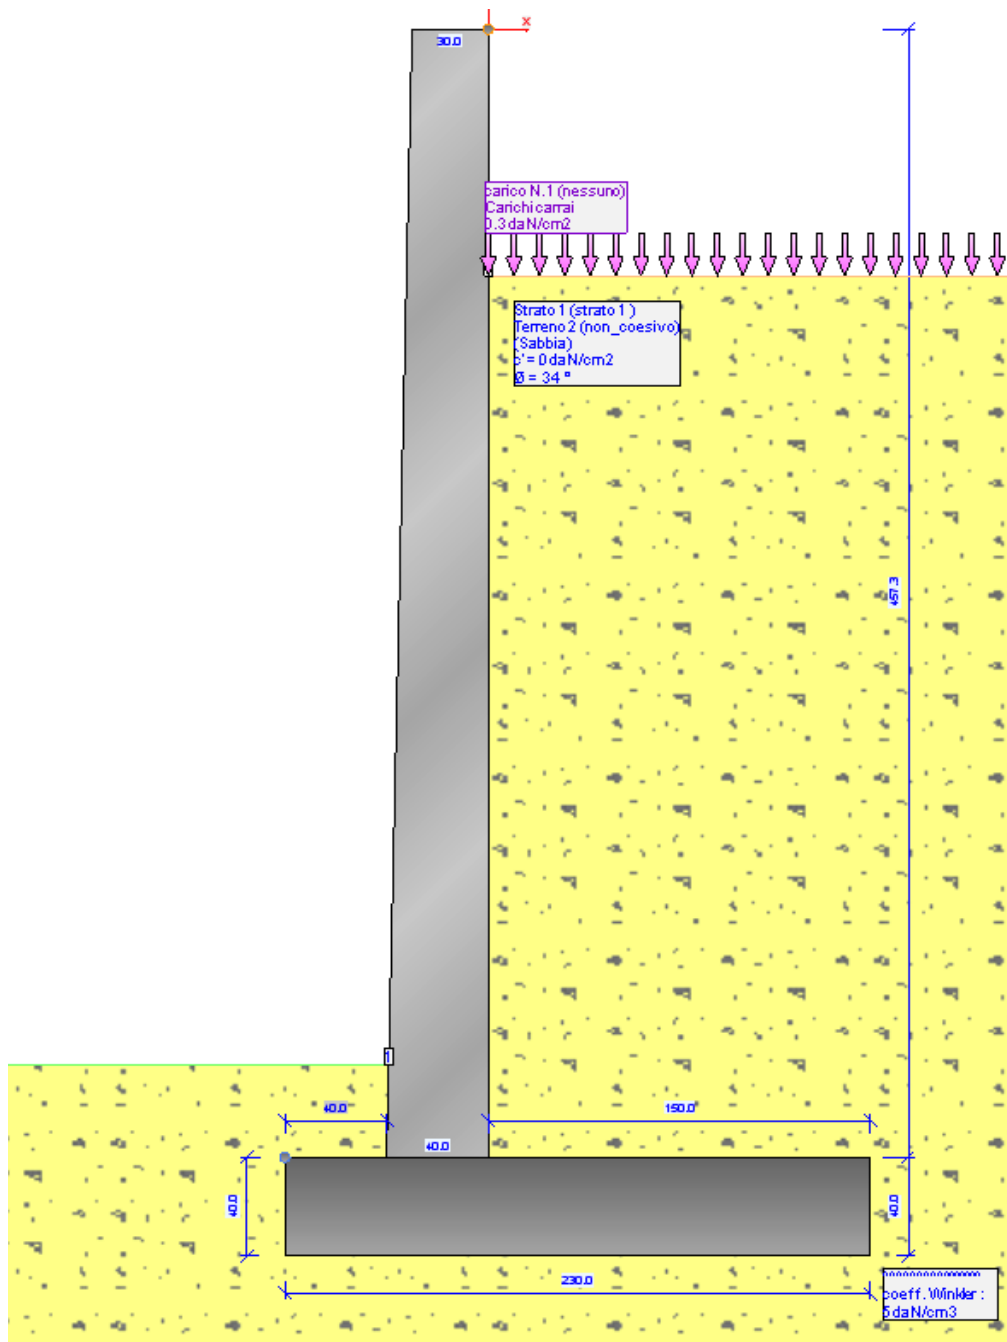 x
30.0
carico N.1 (nessuno)
Carichi carrai
0.3 daN/cm2
Strato 1 (strato 1 )
Terreno 2 (non_coesivo)
(Sabbia)
c'= 0 daN/cm2
Ø = 34 °
457.3
1
40.0
150.0
40.0
40.0
40.0
230.0
coeff. Winkler :
5 daN/cm3